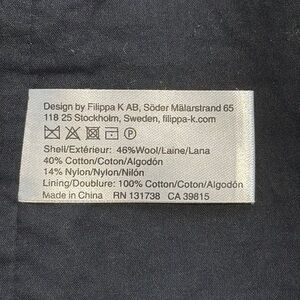 Design by Filippa K AB, Söder Mälarstrand 65
118 25 Stockholm, Sweden, filippa-k.com
P
Shell/Extérieur: 46%Wool/Laine/Lana
40% Cotton/Coton/Algodón
14% Nylon/Nylon/Nilón
Lining/Doublure: 100% Cotton/Coton/Algodón
Made in China RN 131738 CA 39815